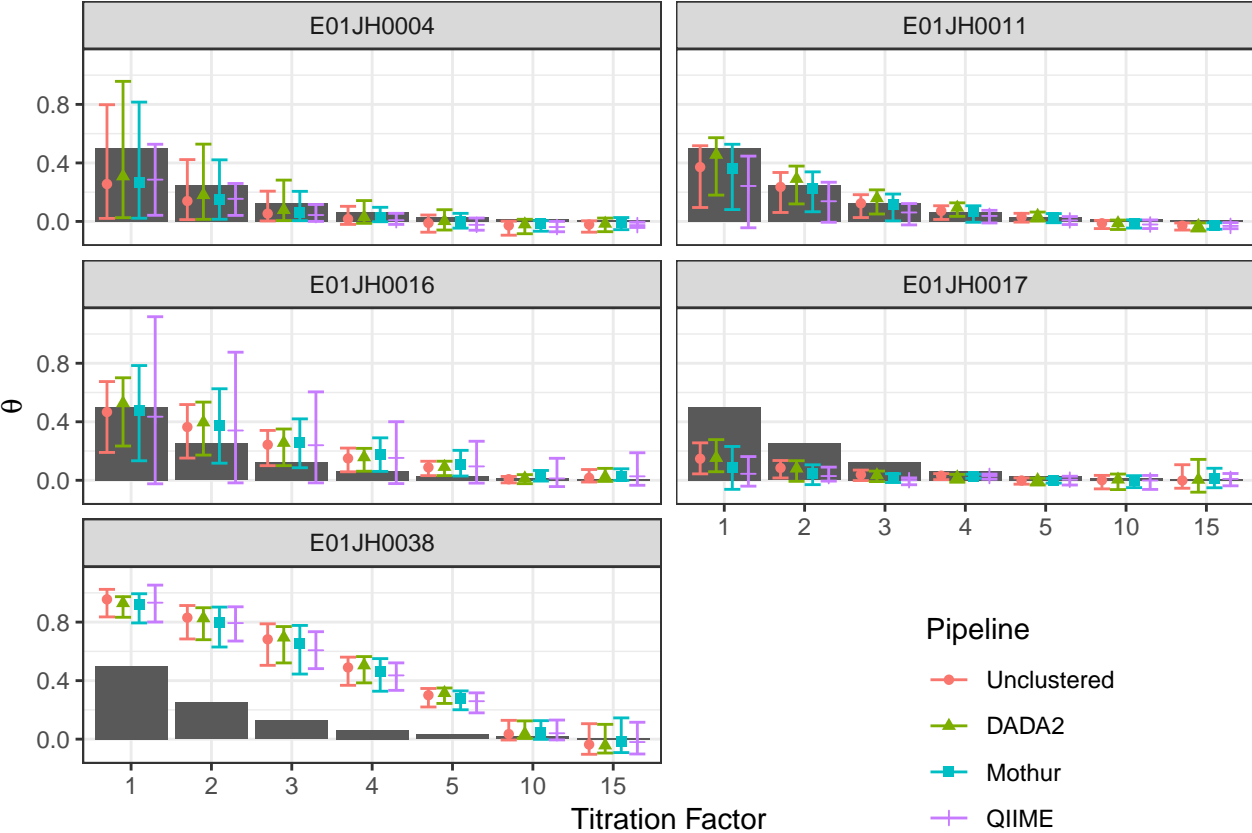 E01JH0004
E01JH0011
0.8
0.4
0.0
E01JH0016
E01JH0017
0.8
0.4
0.0
1 2 3 4 5 10 15
E01JH0038
0.8
0.4
0.0
1 2 3 4 5 10 15
θ
Titration Factor
Pipeline
Unclustered
DADA2
Mothur
QIIME